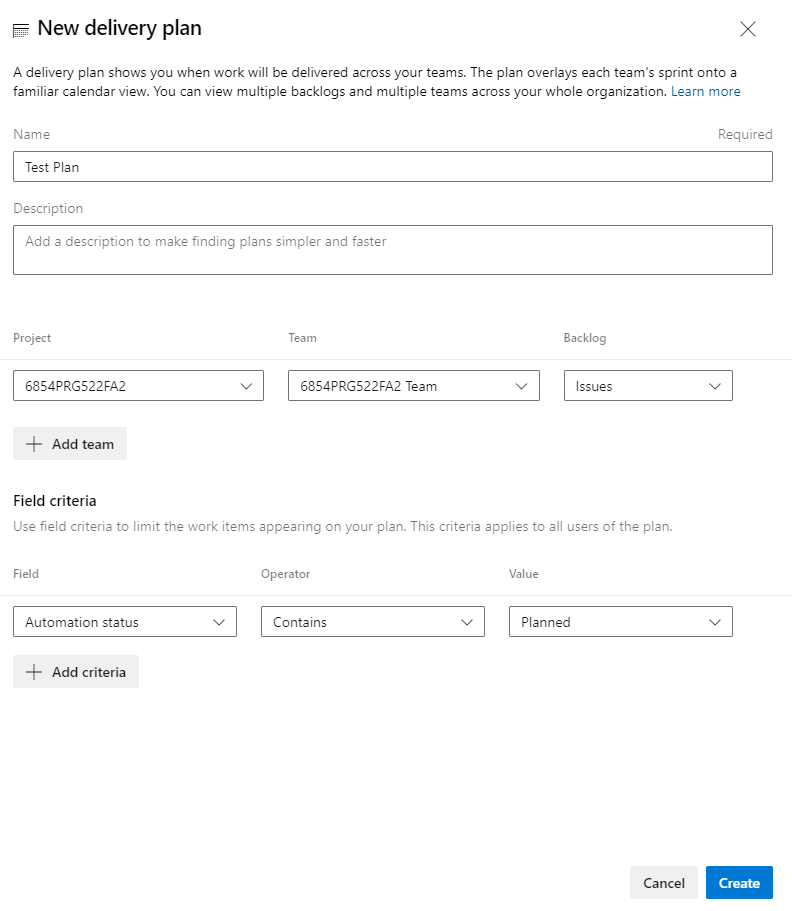 New delivery plan
A delivery plan shows you when work will be delivered across your teams. The plan overlays each team's sprint onto a
familiar calendar view. You can view multiple backlogs and multiple teams across your whole organization. Learn more
Name Required
Test Plan
Description
Add a description to make finding plans simpler and faster
Project Team Backlog
6854PRG522FA2 6854PRG522FA2 Team Issues
Add team
Field criteria
Use field criteria to limit the work items appearing on your plan. This criteria applies to all users of the plan.
Field Operator Value
Automation status Contains Planned
Add criteria
Cancel Create